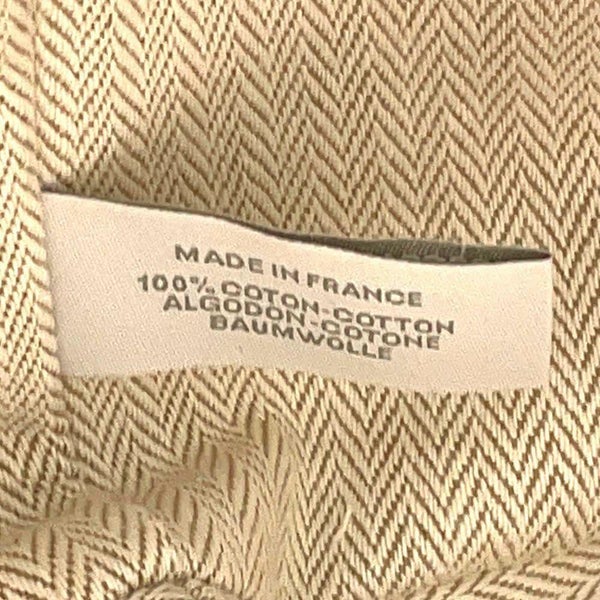 MADE IN FRANCE
100% COTON-COTTON
ALGODON-COTONE
BAUMWOLLE